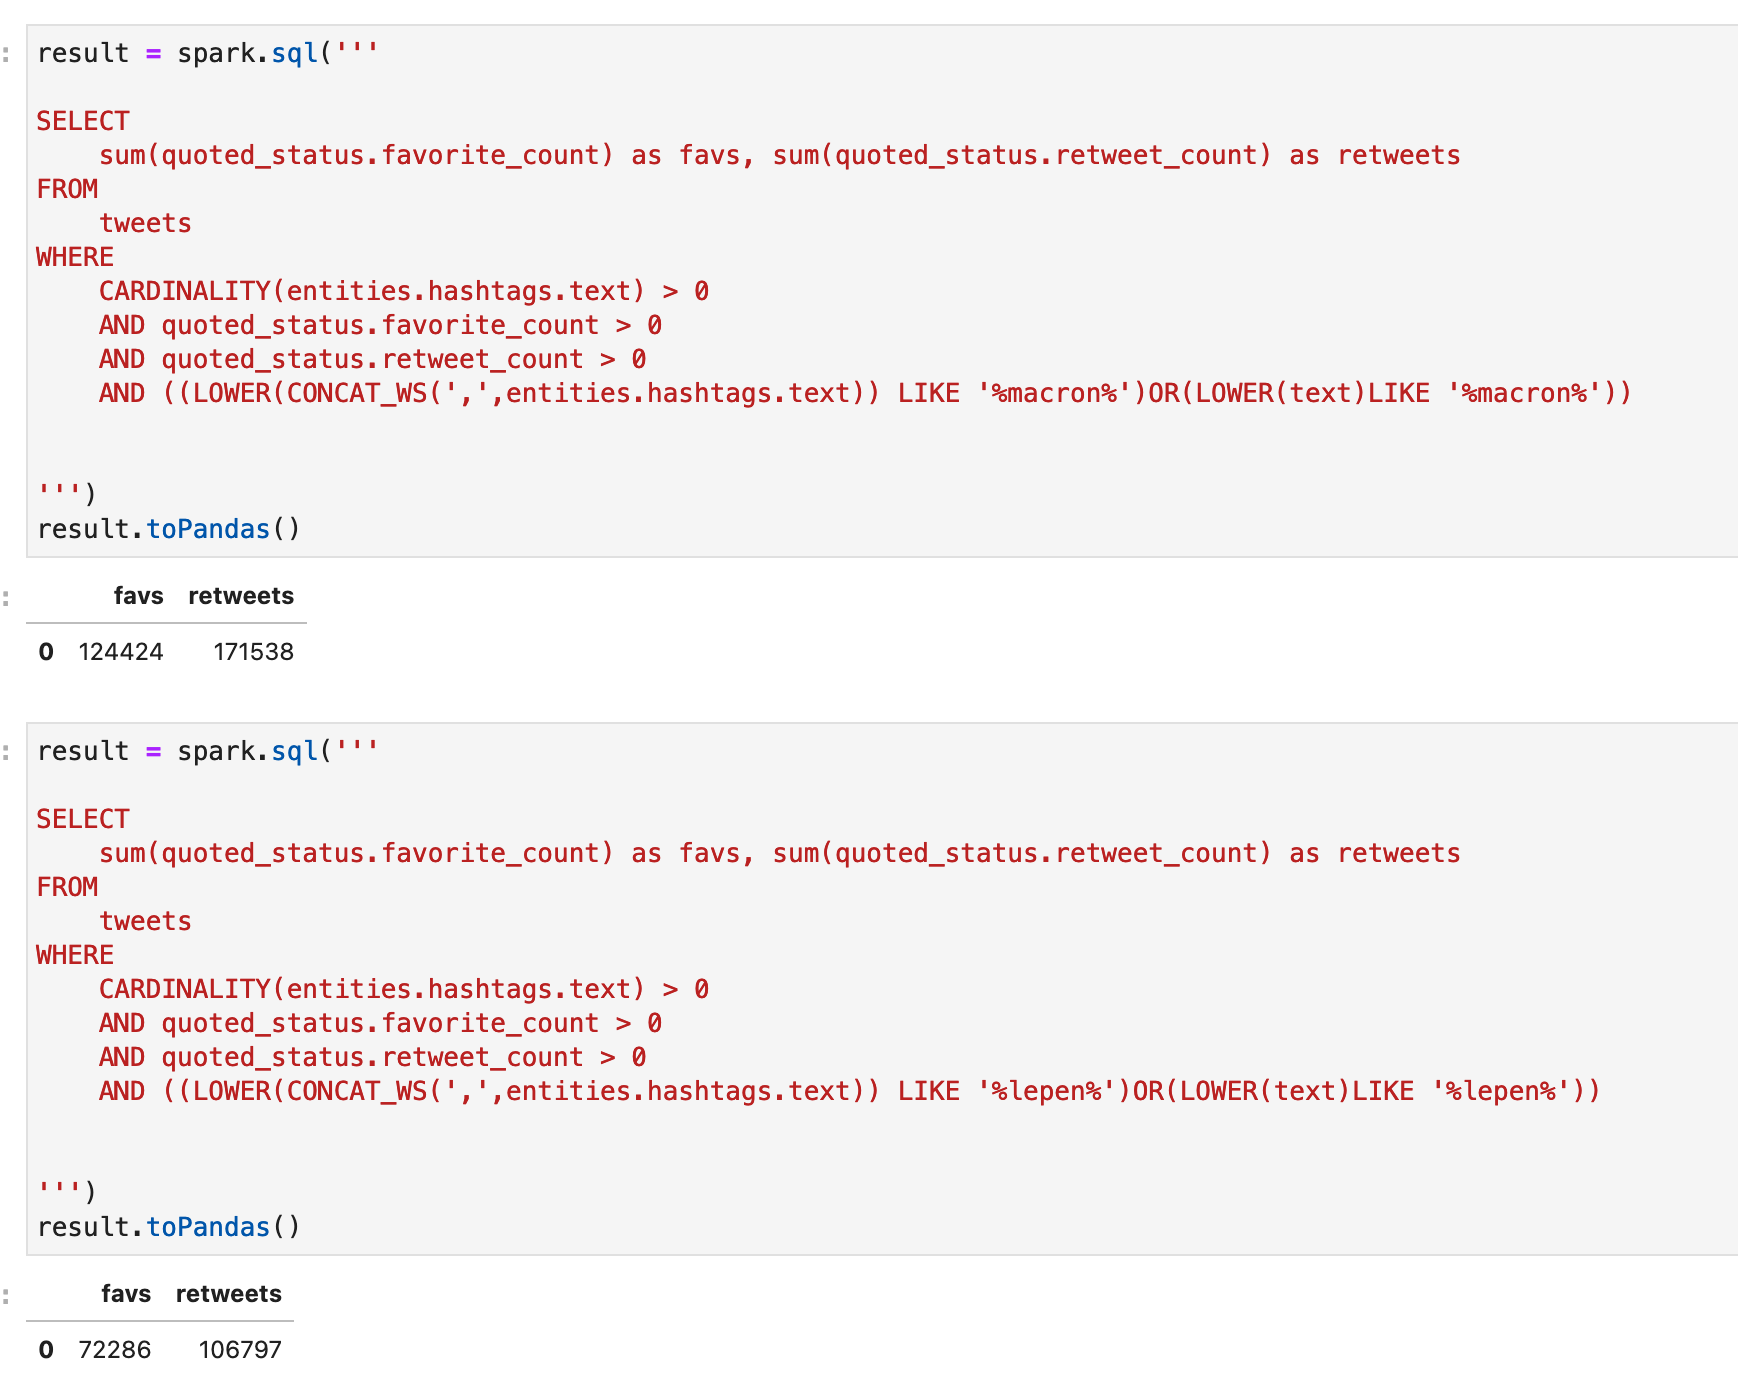 result = spark.sql('''
SELECT
sum(quoted_status.favorite_count) as favs, sum(quoted_status.retweet_count) as retweets
FROM
tweets
WHERE
CARDINALITY(entities.hashtags.text) > 0
AND quoted_status.favorite_count > 0
AND quoted_status.retweet_count > 0
AND ((LOWER(CONCAT_WS(',',entities.hashtags.text)) LIKE '%macron%')OR(LOWER(text)LIKE '%macron%'))
''')
result.toPandas()
favs retweets
0 124424 171538
result = spark.sql('''
SELECT
sum(quoted_status.favorite_count) as favs, sum(quoted_status.retweet_count) as retweets
FROM
tweets
WHERE
CARDINALITY(entities.hashtags.text) > 0
AND quoted_status.favorite_count > 0
AND quoted_status.retweet_count > 0
AND ((LOWER(CONCAT_WS(',',entities.hashtags.text)) LIKE '%lepen%')OR(LOWER(text)LIKE '%lepen%'))
''')
result.toPandas()
favs retweets
0 72286 106797